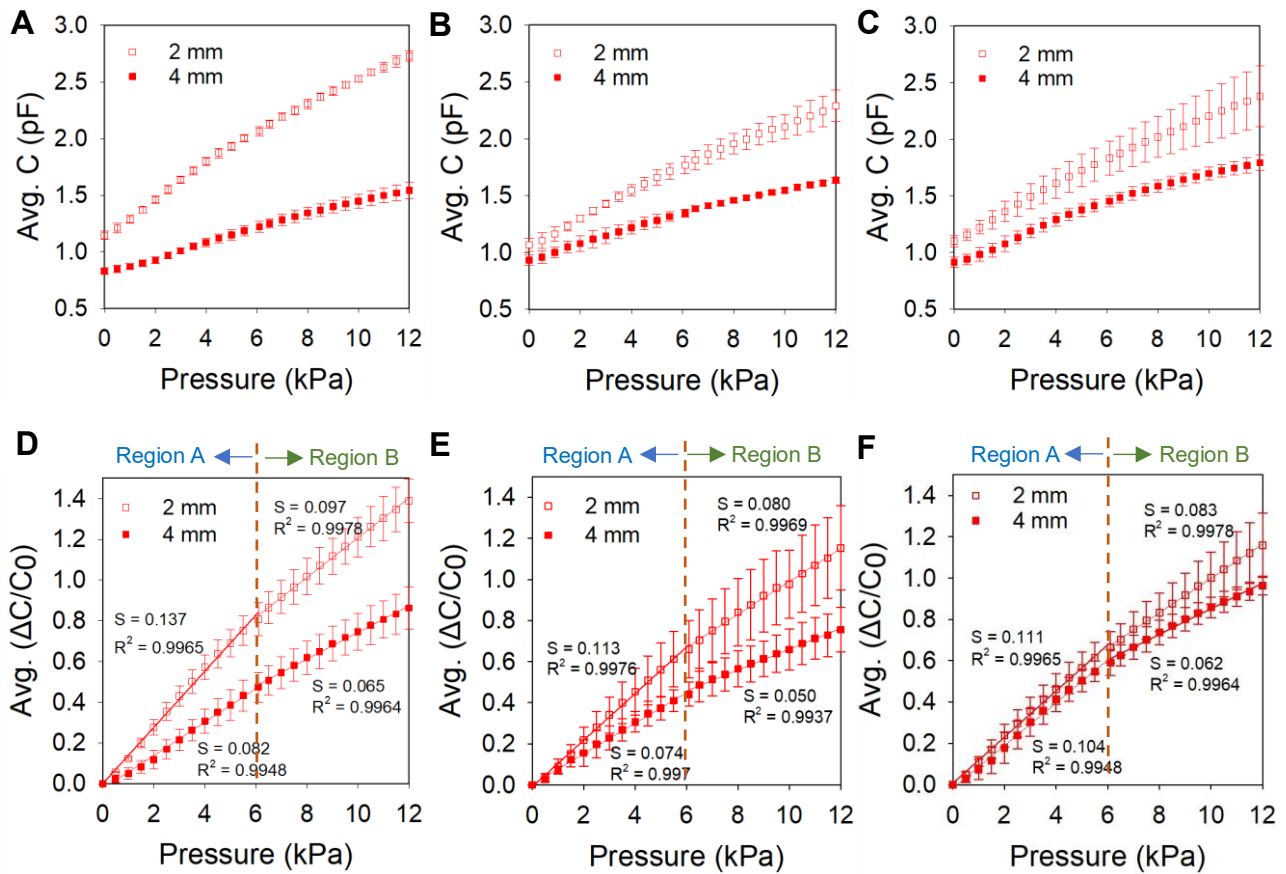 A
3.0
2.5
2.0
1.5
1.0
0.5
Avg. C (pF)
2 mm
4 mm
0 2 4 6 8 10 12
Pressure (kPa)
B
3.0
2.5
2.0
1.5
1.0
0.5
Avg. C (pF)
2 mm
4 mm
0 2 4 6 8 10 12
Pressure (kPa)
C
3.0
2.5
2.0
1.5
1.0
0.5
Avg. C (pF)
2 mm
4 mm
0 2 4 6 8 10 12
Pressure (kPa)
D
Region A
Region B
1.4
1.2
1.0
0.8
0.6
0.4
0.2
0.0
Avg. (ΔC/C0)
2 mm
4 mm
S = 0.097
R² = 0.9978
S = 0.137
R² = 0.9965
S = 0.065
R² = 0.9964
S = 0.082
R² = 0.9948
0 2 4 6 8 10 12
Pressure (kPa)
E
Region A
Region B
1.4
1.2
1.0
0.8
0.6
0.4
0.2
0.0
Avg. (ΔC/C0)
2 mm
4 mm
S = 0.080
R² = 0.9969
S = 0.113
R² = 0.9976
S = 0.050
R² = 0.9937
S = 0.074
R² = 0.997
0 2 4 6 8 10 12
Pressure (kPa)
F
Region A
Region B
1.4
1.2
1.0
0.8
0.6
0.4
0.2
0.0
Avg. (ΔC/C0)
2 mm
4 mm
S = 0.083
R² = 0.9978
S = 0.111
R² = 0.9965
S = 0.062
R² = 0.9964
S = 0.104
R² = 0.9948
0 2 4 6 8 10 12
Pressure (kPa)